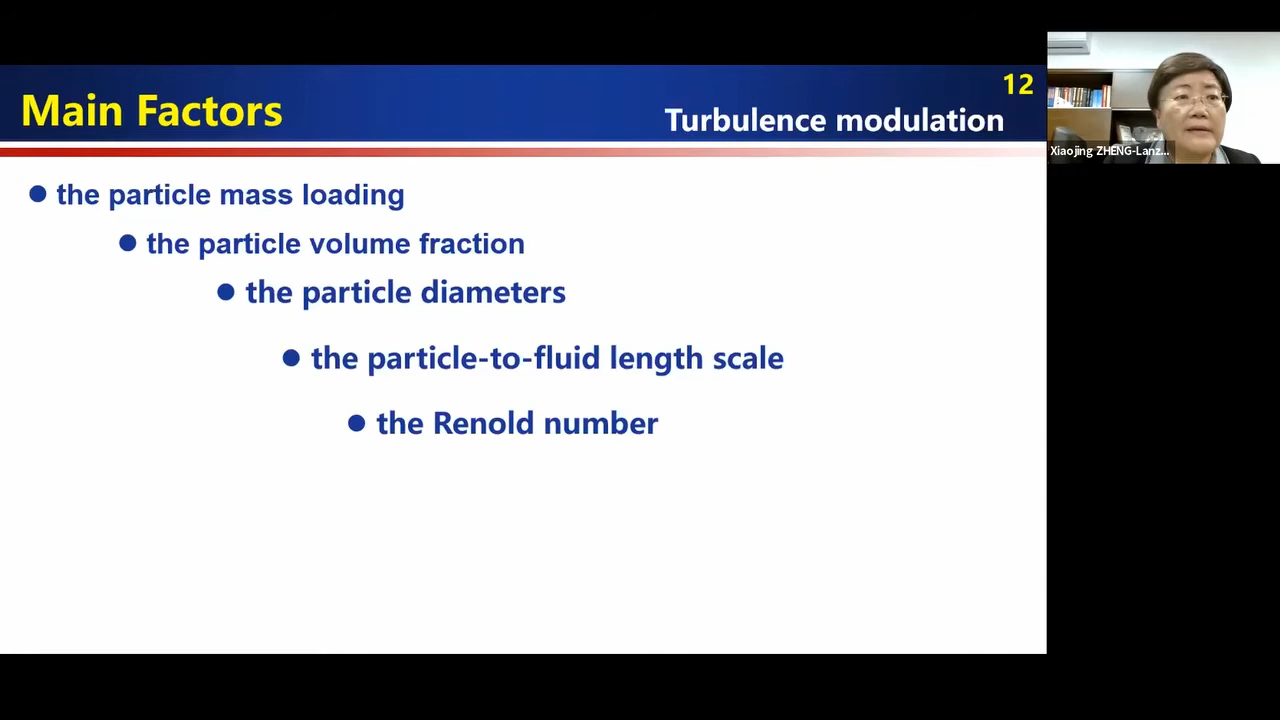 12
Main Factors
Turbulence modulation
● the particle mass loading
● the particle volume fraction
● the particle diameters
● the particle-to-fluid length scale
● the Renold number
Xiaojing ZHENG-Lanz...